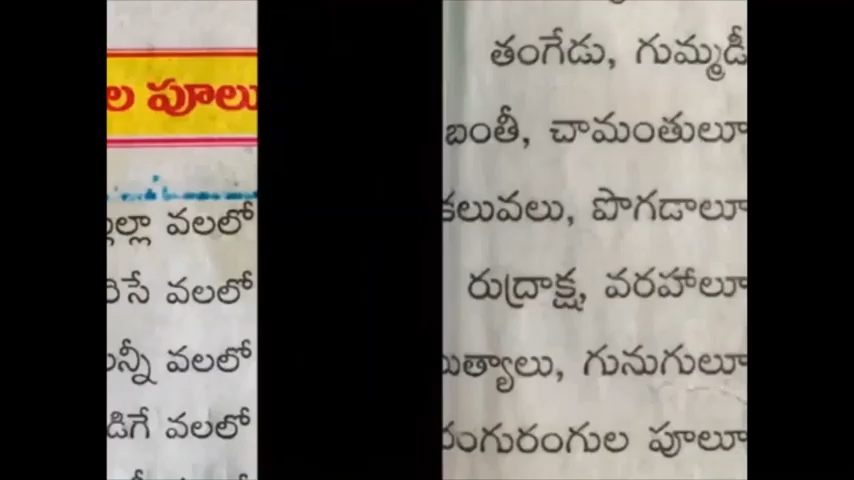 ల పూలు
వలలో
వలలో
వలలో
వలలో
తంగేడు, గుమ్మడీ
బంతీ, చామంతులూ
కలువలు, పొగడాలూ
రుద్రాక్ష, వరహాలూ
గునుగులూ
రంగురంగుల పూలూ